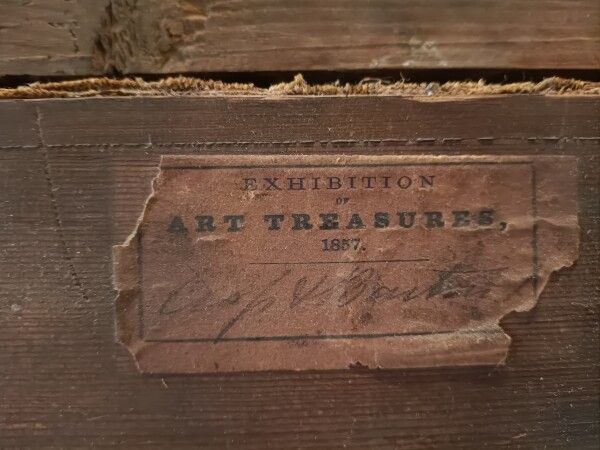 EXHIBITION
OF
ART TREASURES,
1857.